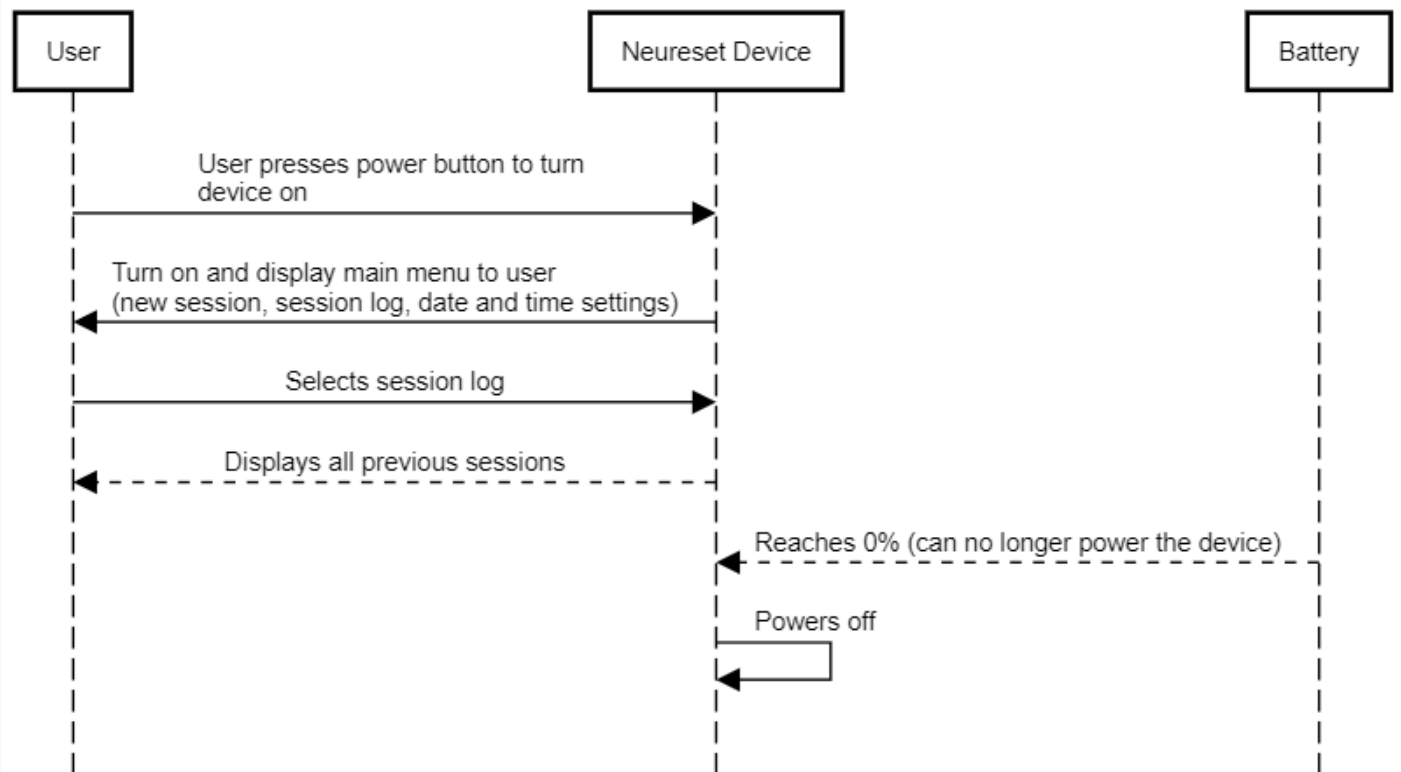 User
Neureset Device
Battery
User presses power button to turn
device on
Turn on and display main menu to user
(new session, session log, date and time settings)
Selects session log
Displays all previous sessions
Reaches 0% (can no longer power the device)
Powers off